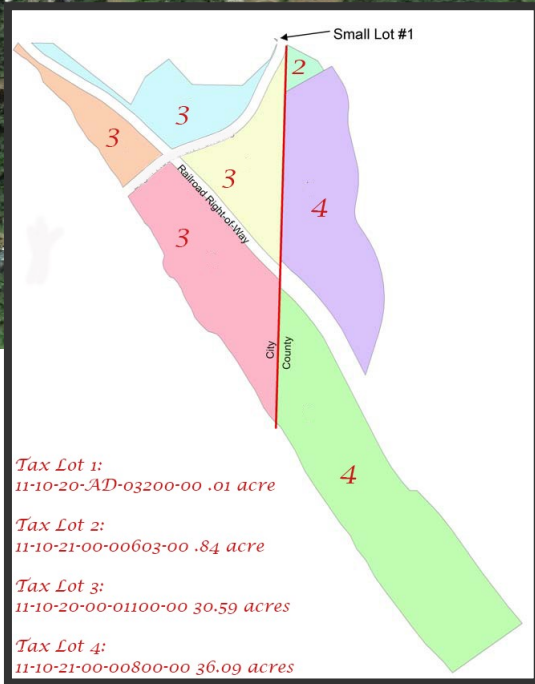 Small Lot #1
2
3
3
3
4
Railroad Right-of-Way
3
City
County
4
Tax Lot 1:
11-10-20-AD-03200-00 .01 acre
Tax Lot 2:
11-10-21-00-00603-00 .84 acre
Tax Lot 3:
11-10-20-00-01100-00 30.59 acres
Tax Lot 4:
11-10-21-00-00800-00 36.09 acres